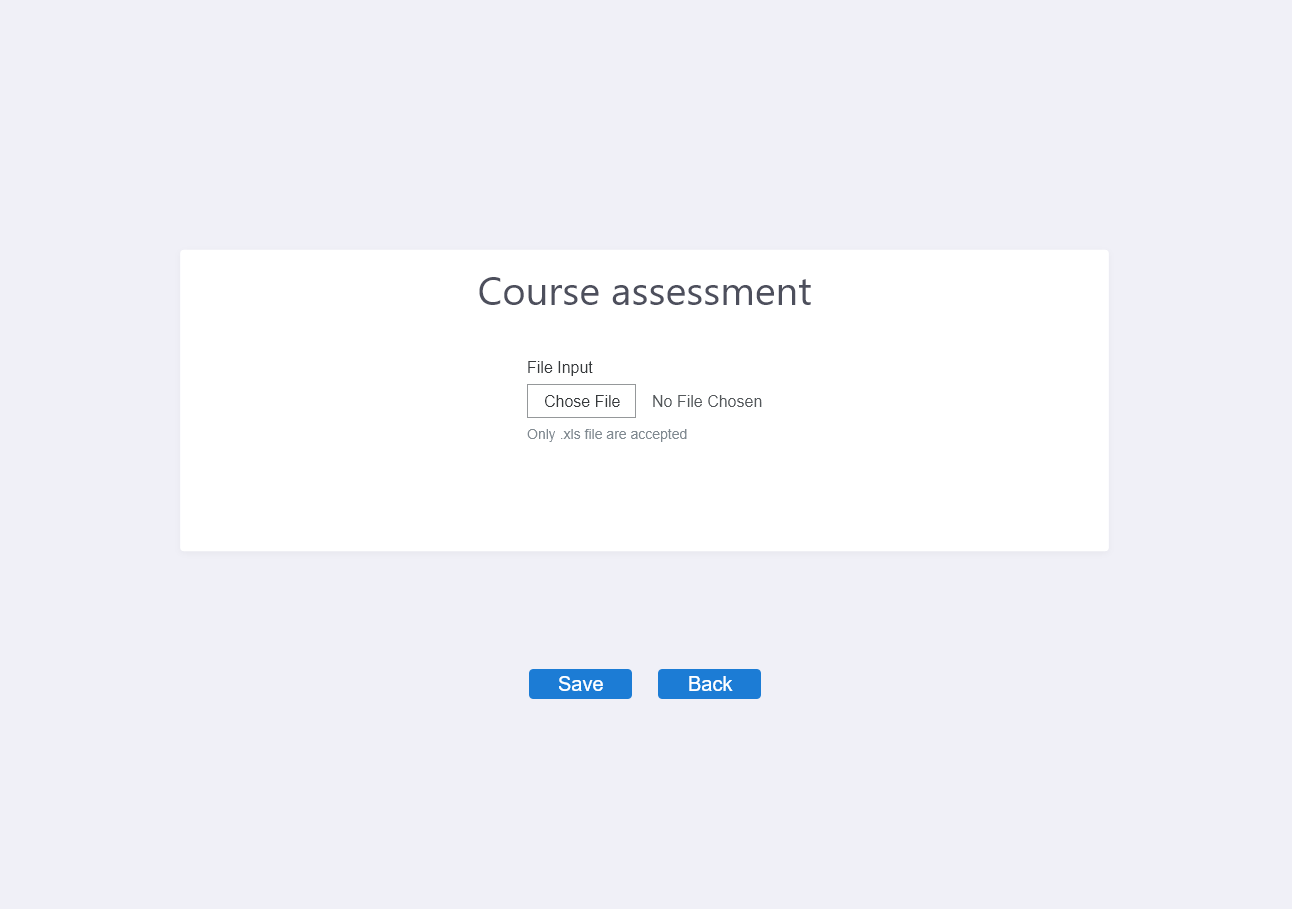 Course assessment
File Input
Chose File No File Chosen
Only .xls file are accepted
Save Back